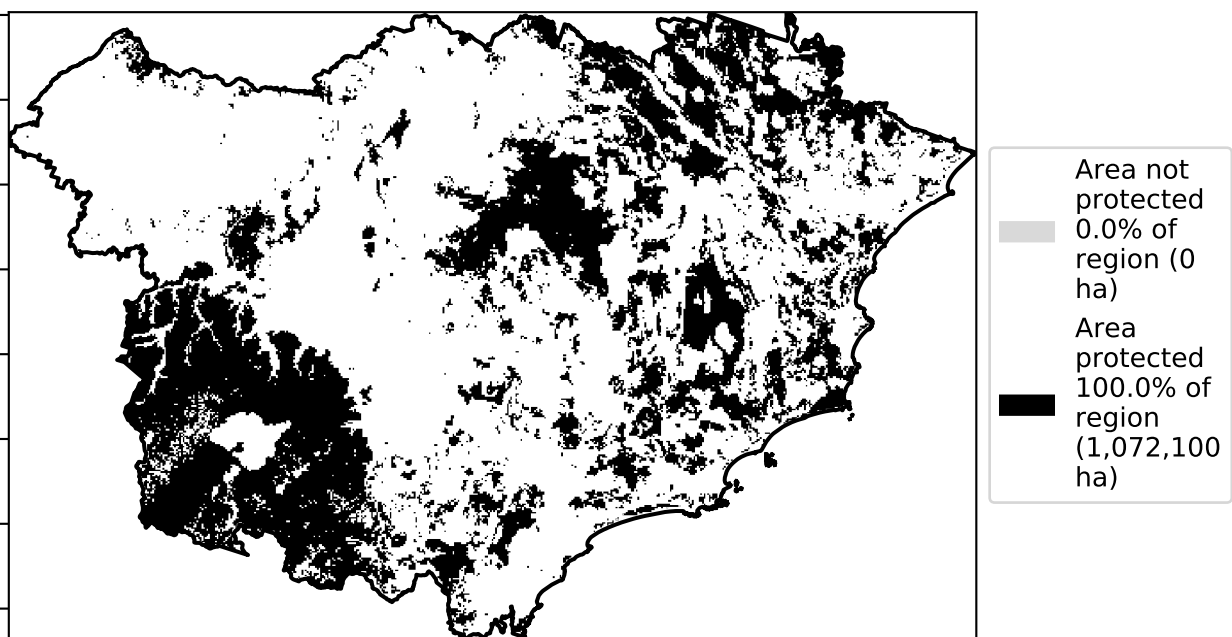 Area not
protected
0.0% of
region (0
ha)
Area
protected
100.0% of
region
(1,072,100
ha)